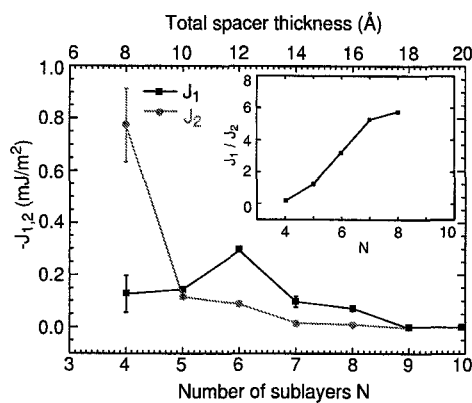 Total spacer thickness (Å)
6 8 10 12 14 16 18 20
1.0
0.8
0.6
0.4
0.2
0.0
-J1,2 (mJ/m²)
J1
J2
8
6
4
2
0
J1 / J2
4 6 8 10
N
3 4 5 6 7 8 9 10
Number of sublayers N